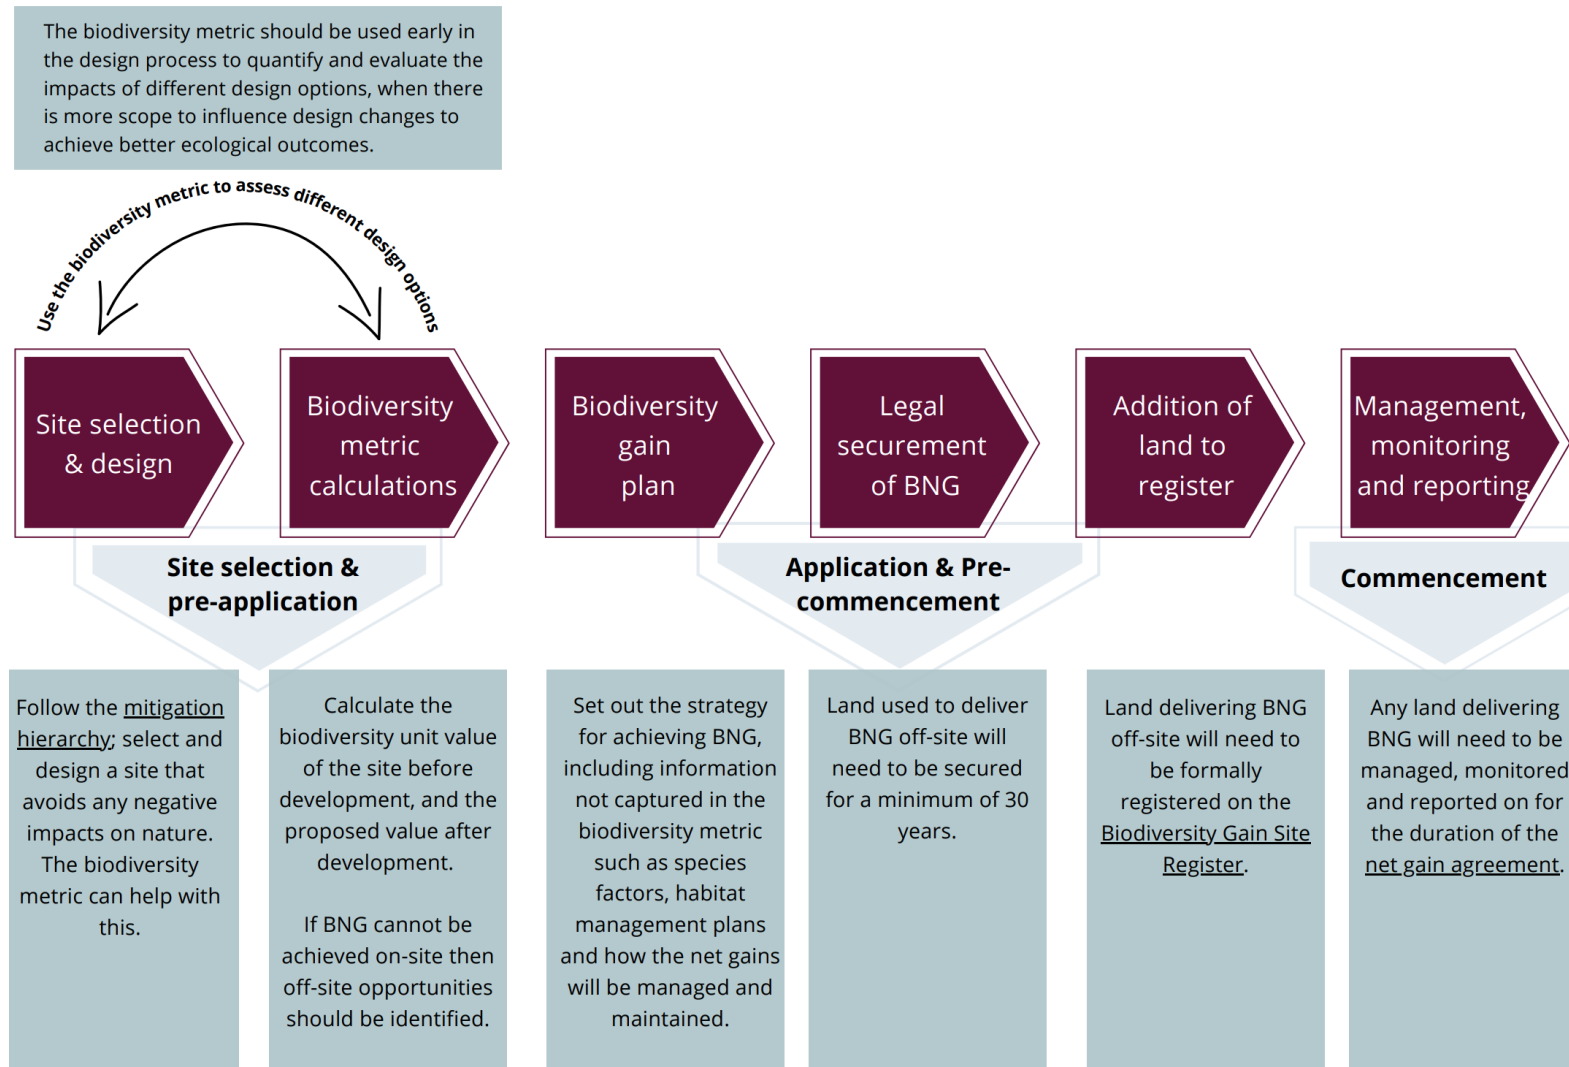 The biodiversity metric should be used early in
the design process to quantify and evaluate the
impacts of different design options, when there
is more scope to influence design changes to
achieve better ecological outcomes.
Use the biodiversity metric to assess different design options
Site selection
& design
Biodiversity
metric
calculations
Biodiversity
gain
plan
Legal
securement
of BNG
Addition of
land to
register
Management,
monitoring
and reporting
Site selection &
pre-application
Application & Pre-
commencement
Commencement
Follow the mitigation
hierarchy; select and
design a site that
avoids any negative
impacts on nature.
The biodiversity
metric can help with
this.
Calculate the
biodiversity unit value
of the site before
development, and the
proposed value after
development.
If BNG cannot be
achieved on-site then
off-site opportunities
should be identified.
Set out the strategy
for achieving BNG,
including information
not captured in the
biodiversity metric
such as species
factors, habitat
management plans
and how the net gains
will be managed and
maintained.
Land used to deliver
BNG off-site will
need to be secured
for a minimum of 30
years.
Land delivering BNG
off-site will need to
be formally
registered on the
Biodiversity Gain Site
Register.
Any land delivering
BNG will need to be
managed, monitored
and reported on for
the duration of the
net gain agreement.